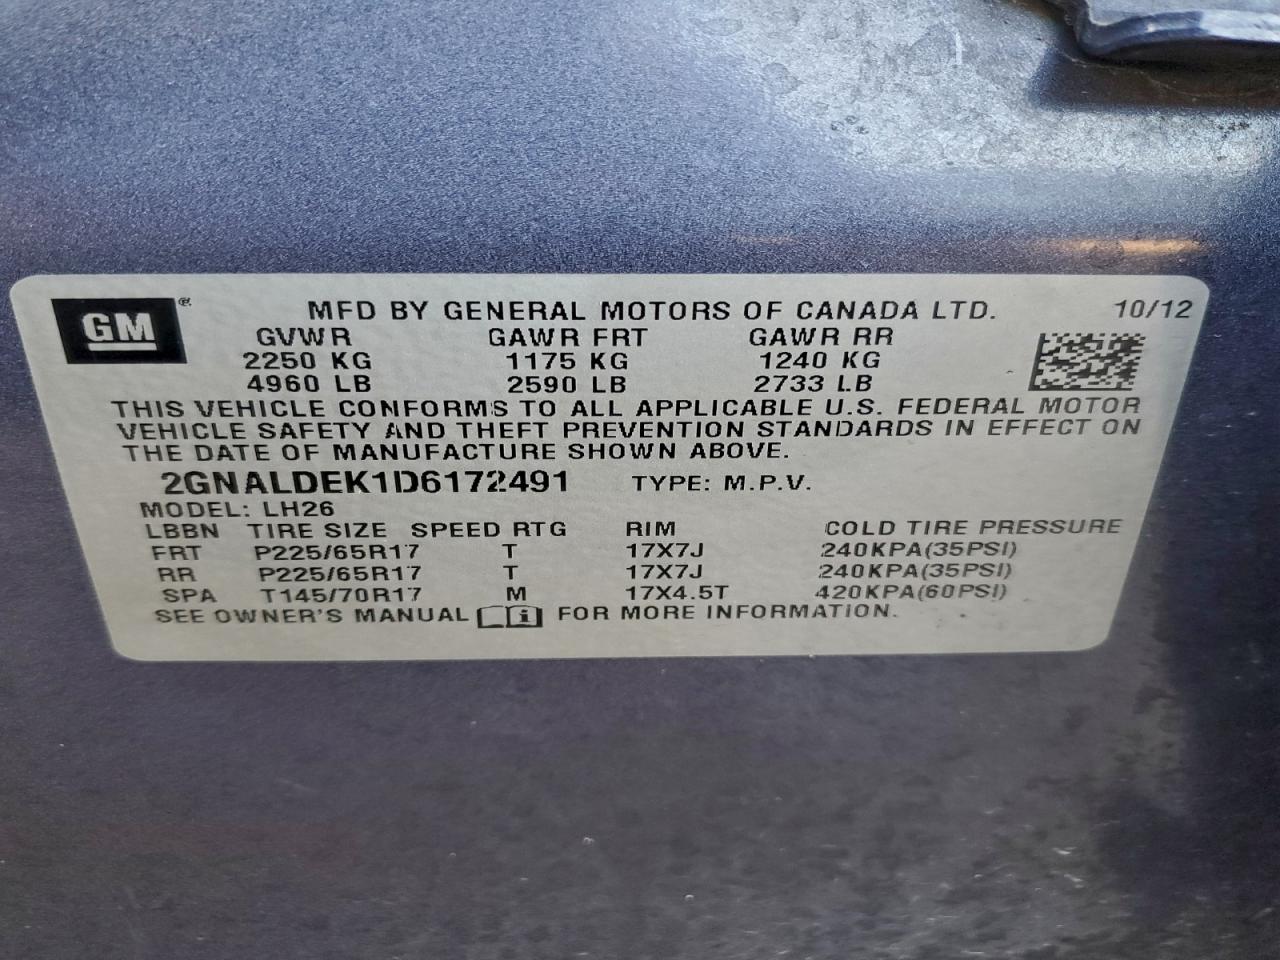 GM® MFD BY GENERAL MOTORS OF CANADA LTD. 10/12
GVWR GAWR FRT GAWR RR
2250 KG 1175 KG 1240 KG
4960 LB 2590 LB 2733 LB
THIS VEHICLE CONFORMS TO ALL APPLICABLE U.S. FEDERAL MOTOR
VEHICLE SAFETY AND THEFT PREVENTION STANDARDS IN EFFECT ON
THE DATE OF MANUFACTURE SHOWN ABOVE.
2GNALDEK1D6172491 TYPE: M.P.V.
MODEL: LH26
LBBN TIRE SIZE SPEED RTG RIM COLD TIRE PRESSURE
FRT P225/65R17 T 17X7J 240KPA(35PSI)
RR P225/65R17 T 17X7J 240KPA(35PSI)
SPA T145/70R17 M 17X4.5T 420KPA(60PSI)
SEE OWNER'S MANUAL FOR MORE INFORMATION.